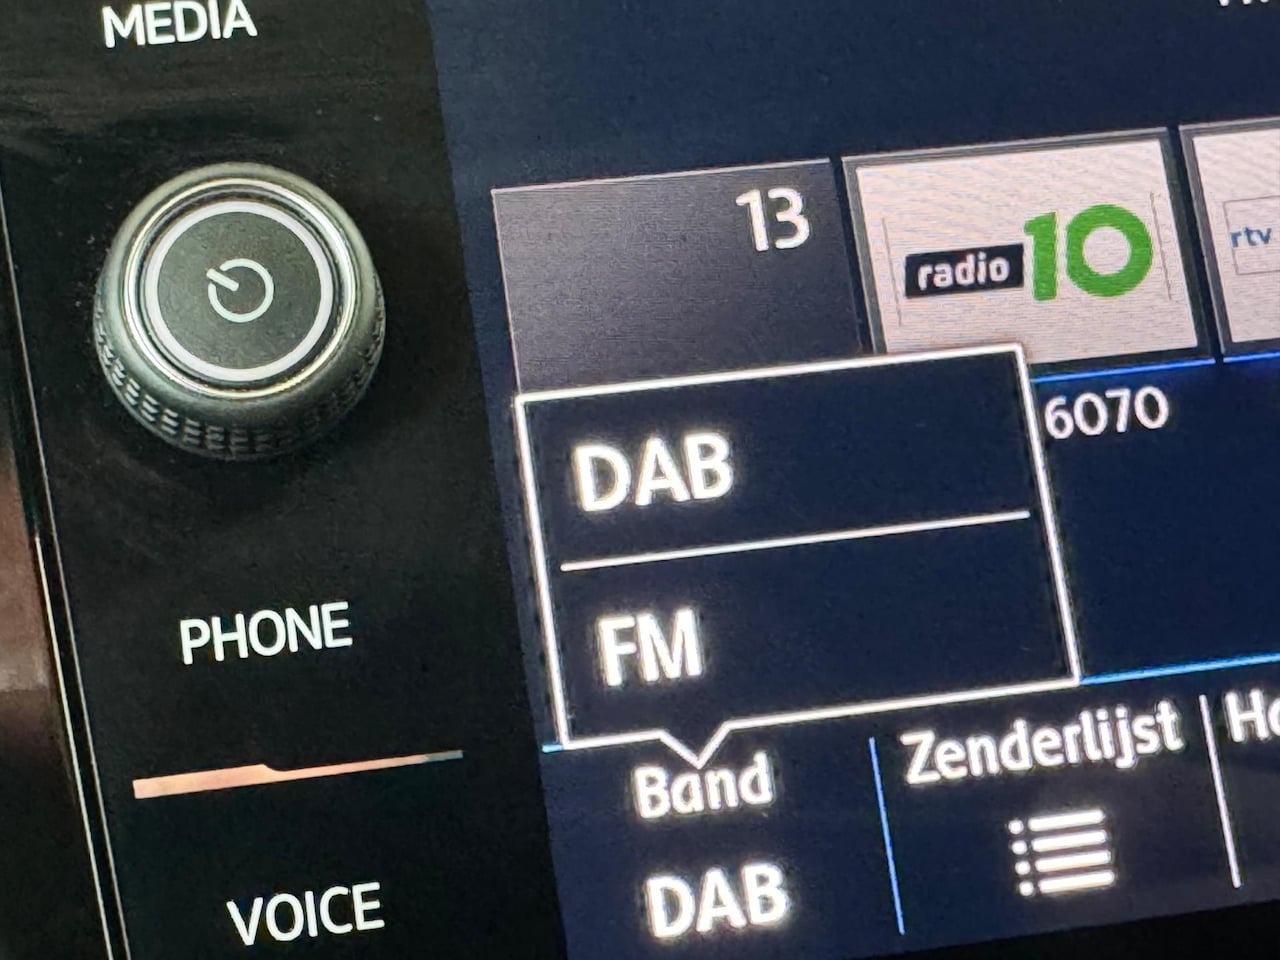 MEDIA
13
radio 10
rtv
DAB
6070
FM
PHONE
Band
Zenderlijst
DAB
VOICE